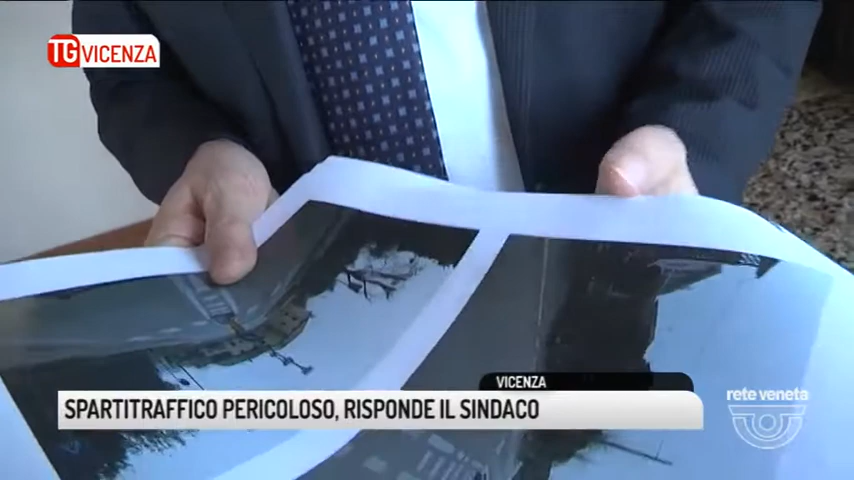 TG VICENZA
VICENZA
SPARTITRAFFICO PERICOLOSO, RISPONDE IL SINDACO
rete veneta